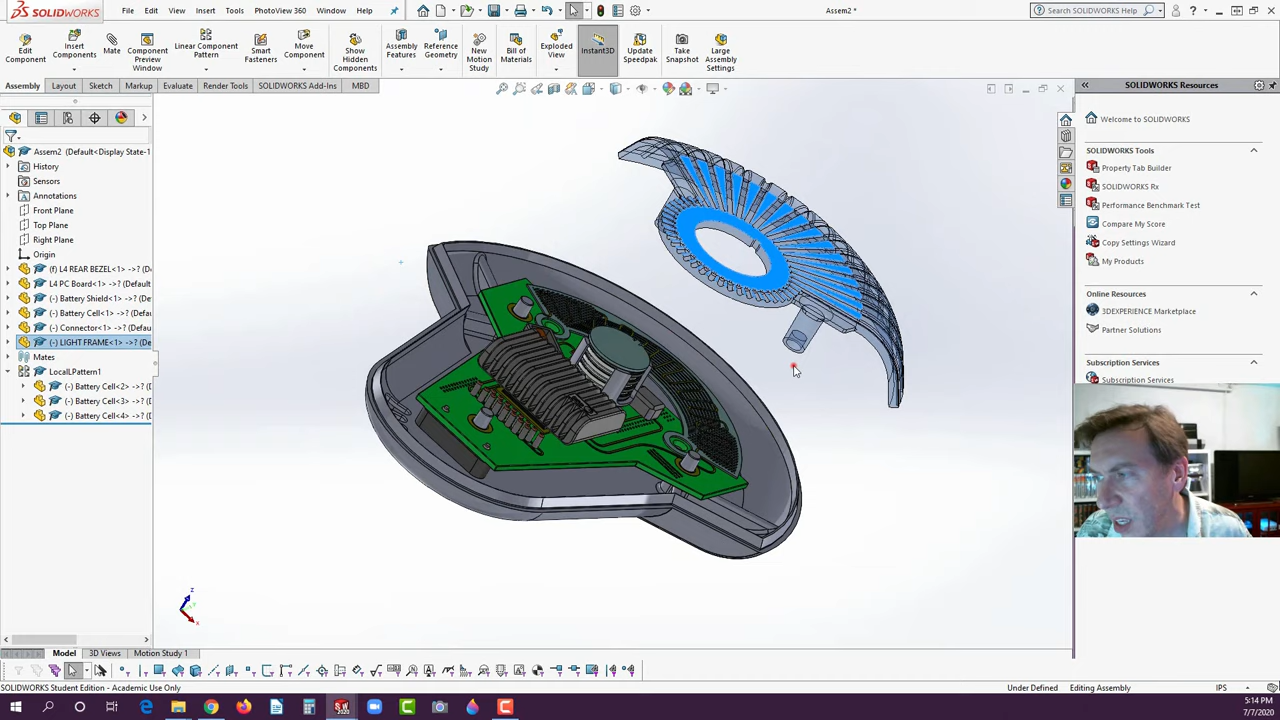 SOLIDWORKS
File Edit View Insert Tools PhotoView 360 Window Help
Assem2 *
Search SOLIDWORKS Help
Edit Component
Insert Components
Mate
Component Preview Window
Linear Component Pattern
Smart Fasteners
Move Component
Show Hidden Components
Assembly Features
Reference Geometry
New Motion Study
Bill of Materials
Exploded View
Instant3D
Update Speedpak
Take Snapshot
Large Assembly Settings
Assembly Layout Sketch Markup Evaluate Render Tools SOLIDWORKS Add-Ins MBD
SOLIDWORKS Resources
Assem2 (Default<Display State-1
History
Sensors
Annotations
Front Plane
Top Plane
Right Plane
Origin
(f) L4 REAR BEZEL<1> ->? (D
L4 PC Board<1> ->? (Default
(-) Battery Shield<1> ->? (D
(-) Battery Cell<1> ->? (Defa
(-) Connector<1> ->? (Defa
(-) LIGHT FRAME<1> ->? (De
Mates
LocalLPattern1
(-) Battery Cell<2> ->? (D
(-) Battery Cell<3> ->? (D
(-) Battery Cell<4> ->? (D
Welcome to SOLIDWORKS
SOLIDWORKS Tools
Property Tab Builder
SOLIDWORKS Rx
Performance Benchmark Test
Compare My Score
Copy Settings Wizard
My Products
Online Resources
3DEXPERIENCE Marketplace
Partner Solutions
Subscription Services
Subscription Services
z
x
Model 3D Views Motion Study 1
SOLIDWORKS Student Edition - Academic Use Only
Under Defined Editing Assembly IPS
5:14 PM
7/7/2020